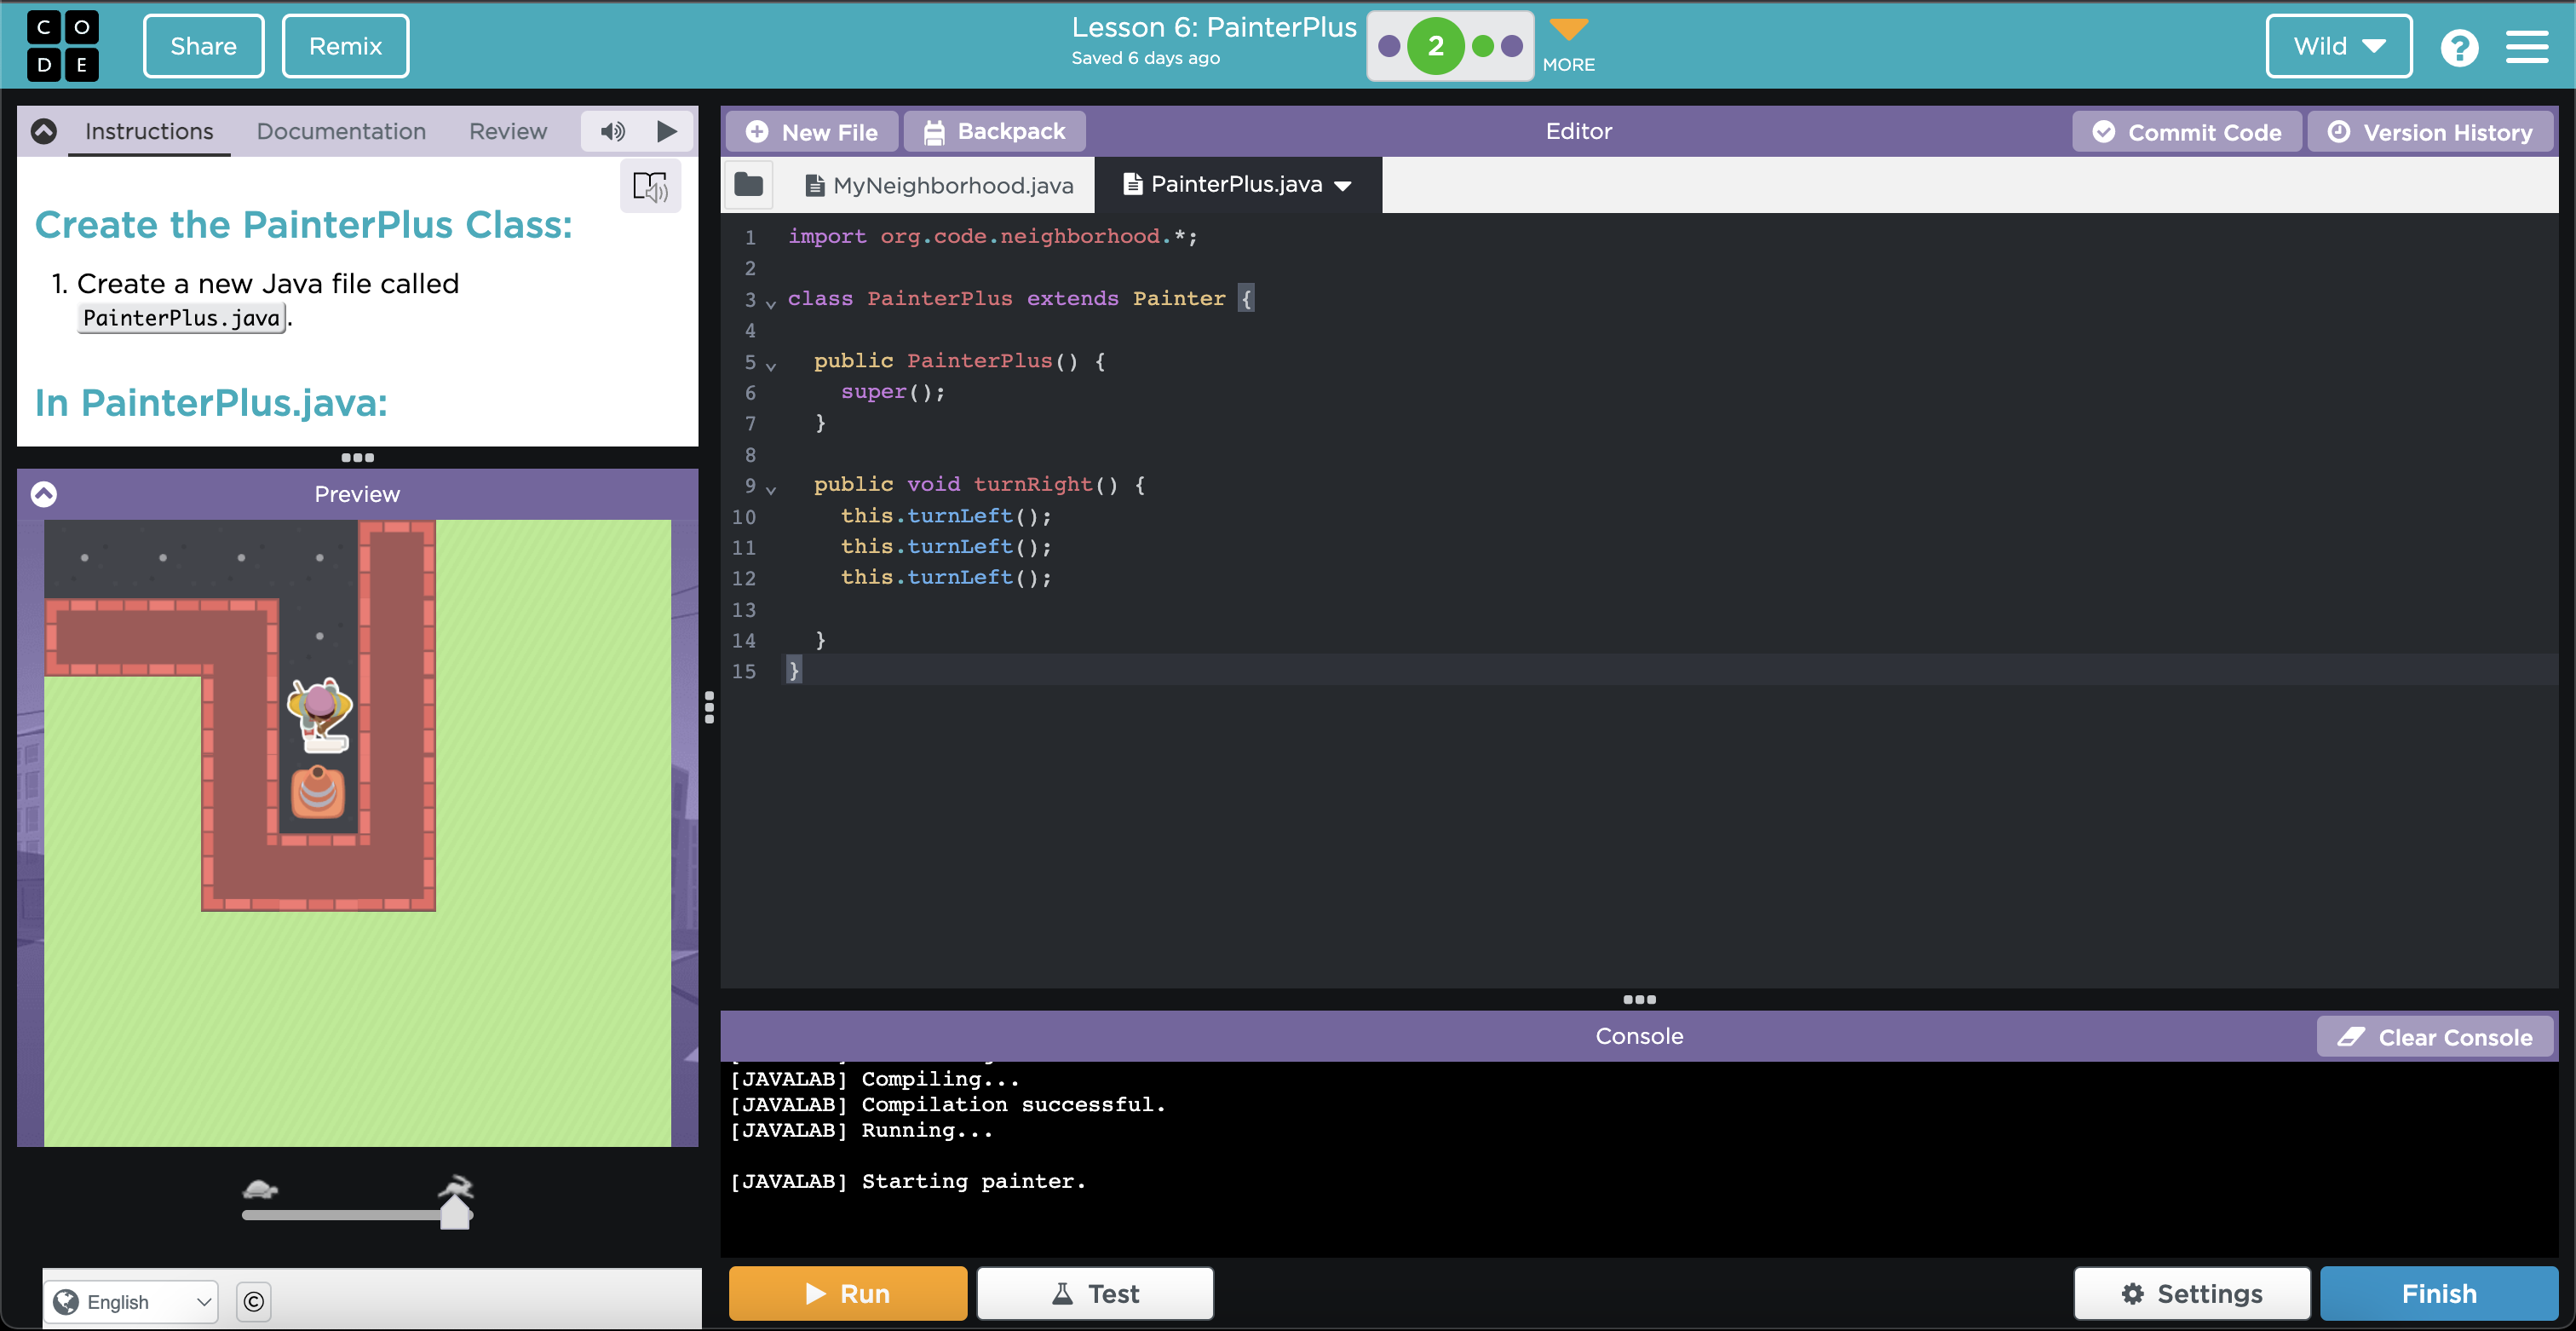 CODE
Share
Remix
Lesson 6: PainterPlus
Saved 6 days ago
2
MORE
Wild
?
Instructions
Documentation
Review
Create the PainterPlus Class:
1. Create a new Java file called
PainterPlus.java.
In PainterPlus.java:
Preview
English
©
New File
Backpack
Editor
Commit Code
Version History
MyNeighborhood.java
PainterPlus.java
1 import org.code.neighborhood.*;
2
3 class PainterPlus extends Painter {
4
5 public PainterPlus() {
6 super();
7 }
8
9 public void turnRight() {
10 this.turnLeft();
11 this.turnLeft();
12 this.turnLeft();
13
14 }
15 }
Console
Clear Console
[JAVALAB] Compiling...
[JAVALAB] Compilation successful.
[JAVALAB] Running...
[JAVALAB] Starting painter.
Run
Test
Settings
Finish